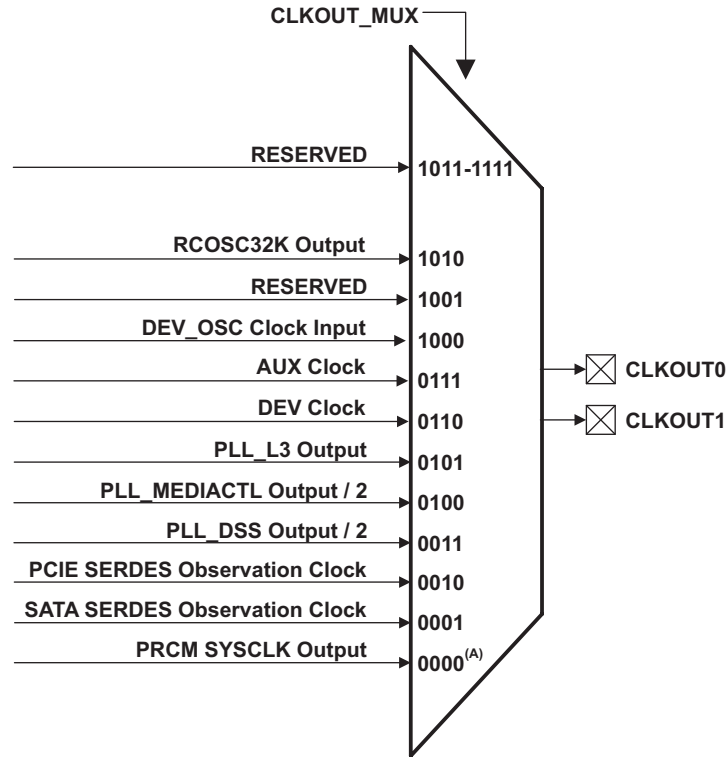 CLKOUT_MUX
RESERVED
1011-1111
RCOSC32K Output
1010
RESERVED
1001
DEV_OSC Clock Input
1000
AUX Clock
0111
CLKOUT0
DEV Clock
0110
CLKOUT1
PLL_L3 Output
0101
PLL_MEDIACTL Output / 2
0100
PLL_DSS Output / 2
0011
PCIE SERDES Observation Clock
0010
SATA SERDES Observation Clock
0001
PRCM SYSCLK Output
0000(A)